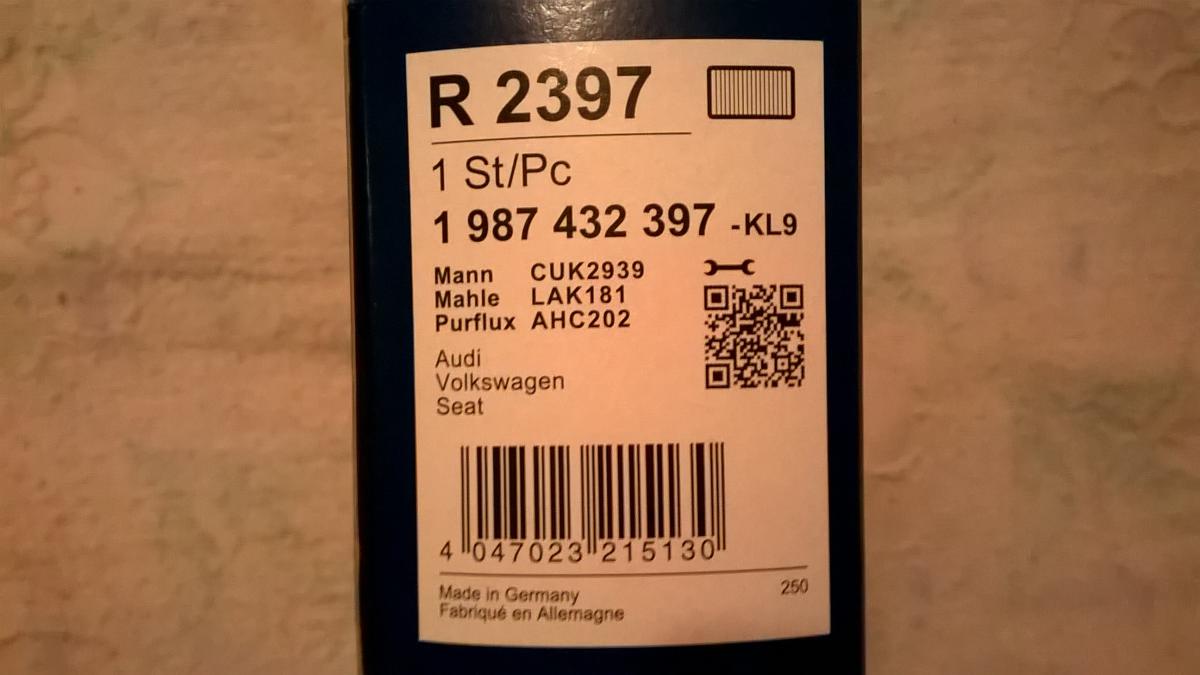 R 2397
1 St/Pc
1 987 432 397 -KL9
Mann CUK2939
Mahle LAK181
Purflux AHC202
Audi
Volkswagen
Seat
4 047023 215130
Made in Germany 250
Fabriqué en Allemagne